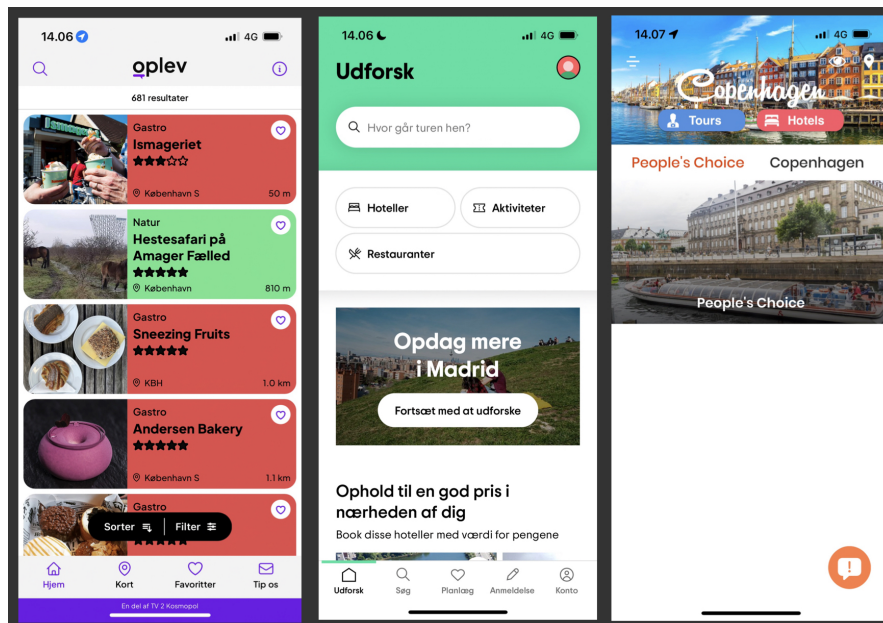 14.06
4G
oplev
681 resultater
Gastro
Ismageriet
København S
50 m
Natur
Hestesafari på
Amager Fælled
København
810 m
Gastro
Sneezing Fruits
KBH
1.0 km
Gastro
Andersen Bakery
København S
1.1 km
Gastro
Sorter
Filter
Hjem
Kort
Favoritter
Tip os
En del af TV 2 Kosmopol
14.06
4G
Udforsk
Hvor går turen hen?
Hoteller
Aktiviteter
Restauranter
Opdag mere
i Madrid
Fortsæt med at udforske
Ophold til en god pris i
nærheden af dig
Book disse hoteller med værdi for pengene
Udforsk
Søg
Planlæg
Anmeldelse
Konto
14.07
4G
Copenhagen
Tours
Hotels
People's Choice
Copenhagen
People's Choice